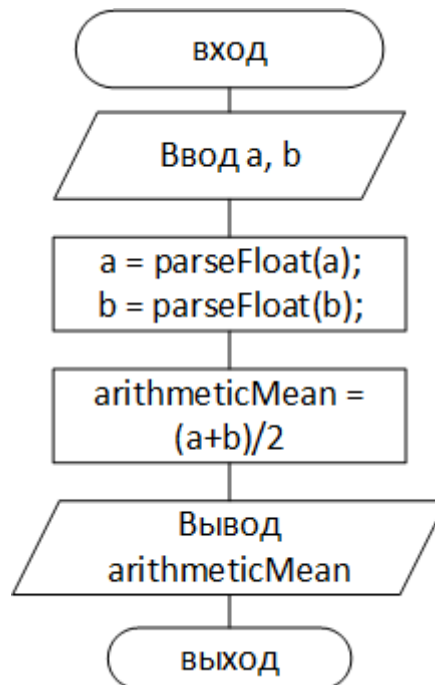 вход
Ввод a, b
a = parseFloat(a);
b = parseFloat(b);
arithmeticMean =
(a+b)/2
Вывод
arithmeticMean
выход